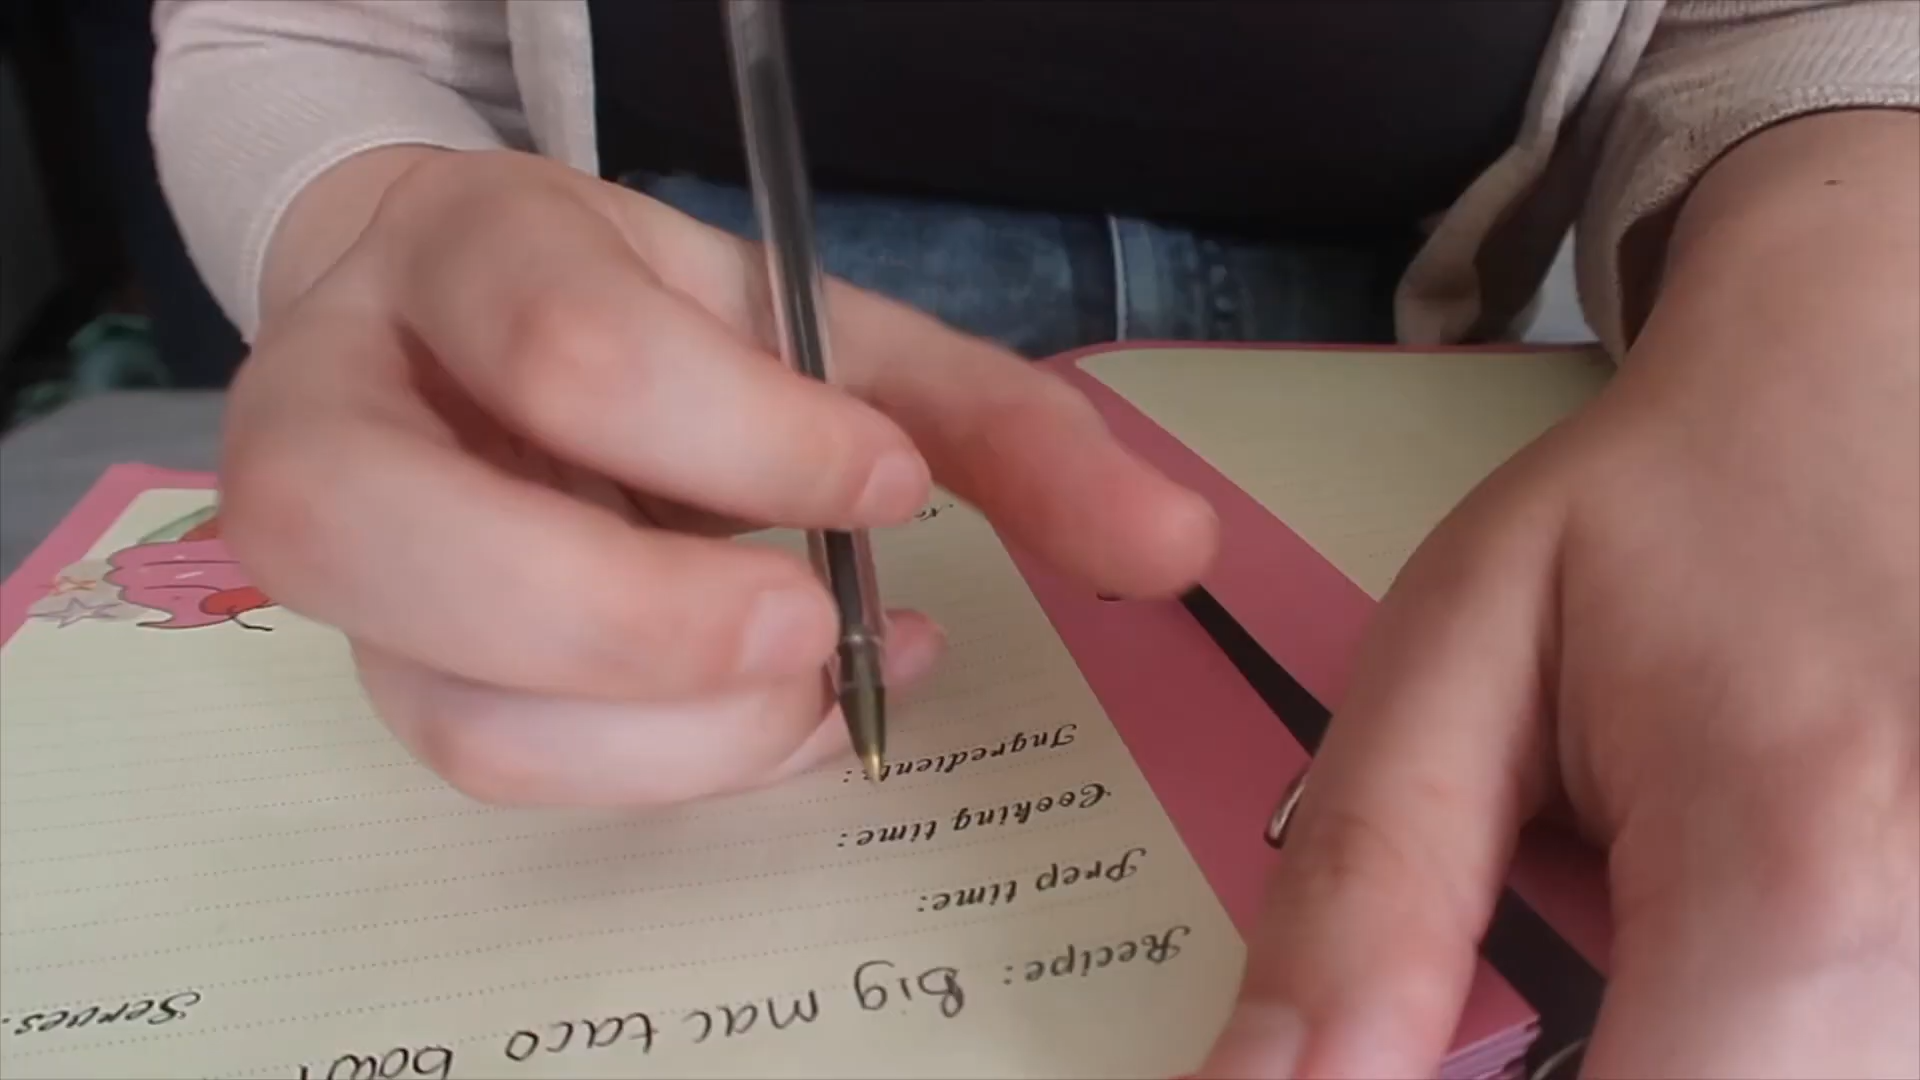 Recipe: Big mac taco bowl
Serves:
Prep time:
Cooking time:
Ingredients: